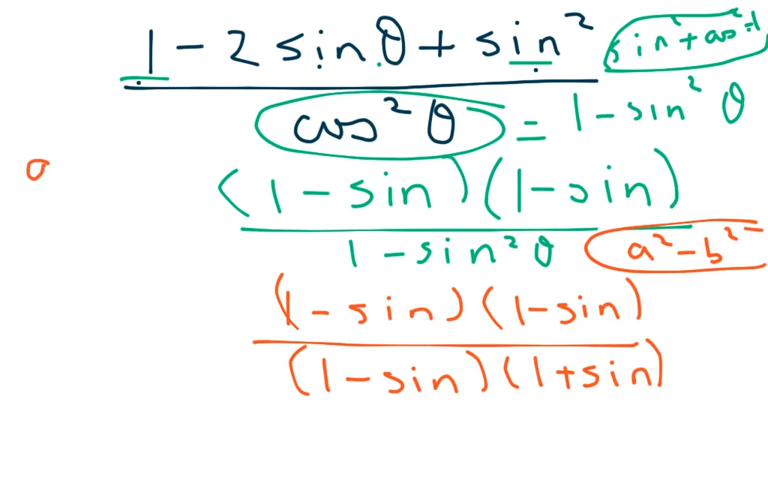 1 - 2 sin θ + sin²
sin² + cos² = 1
cos² θ = 1 - sin² θ
(1 - sin)(1 - sin)
1 - sin² θ
a² - b² =
(1 - sin)(1 - sin)
(1 - sin)(1 + sin)